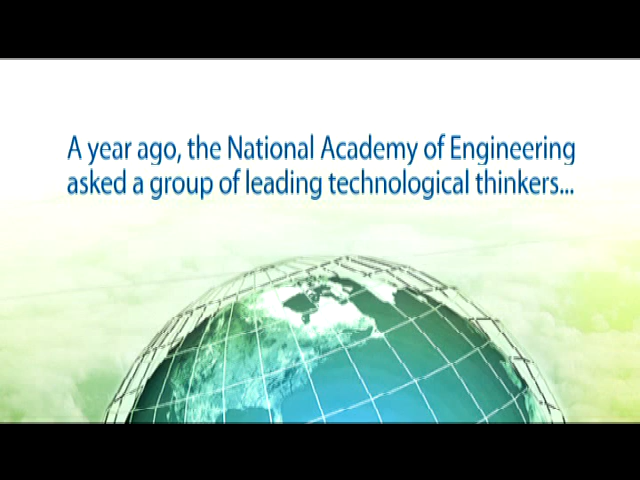 A year ago, the National Academy of Engineering
asked a group of leading technological thinkers...